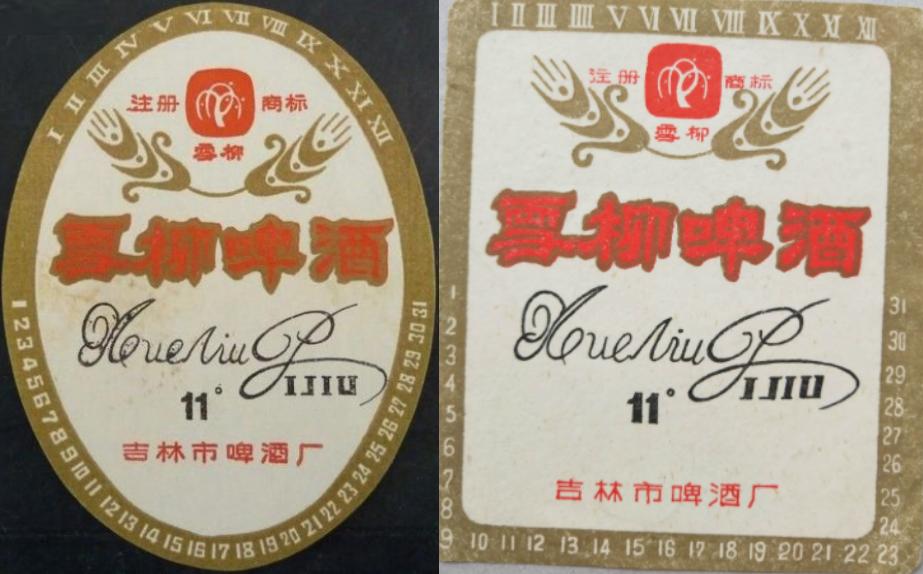 I II III IV V VI VII VIII IX X XI XII
注册 商标
雪柳
雪柳啤酒
Xueliu PIJIU
11°
吉林市啤酒厂
1 2 3 4 5 6 7 8 9 10 11 12 13 14 15 16 17 18 19 20 21 22 23 24 25 26 27 28 29 30 31
I II III IIII V VI VII VIII IX X XI XII
注册 商标
雪柳
雪柳啤酒
Xueliu PIJIU
11°
吉林市啤酒厂
1 2 3 4 5 6 7 8 9 10 11 12 13 14 15 16 17 18 19 20 21 22 23 24 25 26 27 28 29 30 31